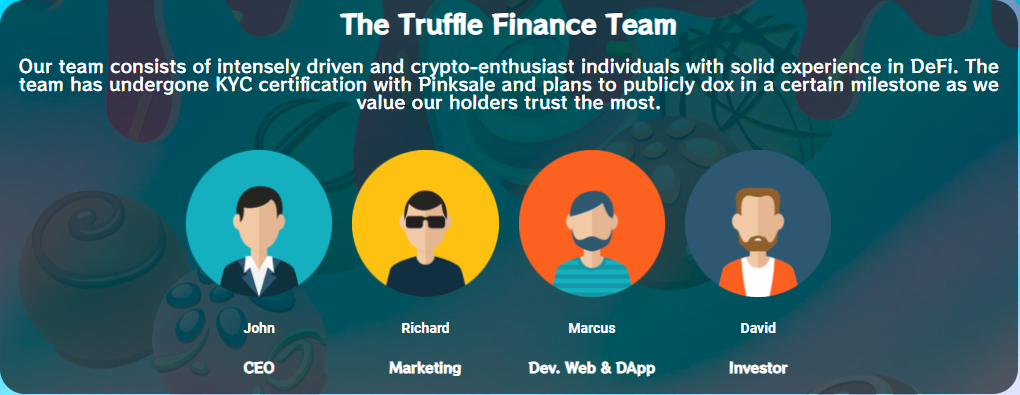 The Truffle Finance Team
Our team consists of intensely driven and crypto-enthusiast individuals with solid experience in DeFi. The
team has undergone KYC certification with Pinksale and plans to publicly dox in a certain milestone as we
value our holders trust the most.
John
Richard
Marcus
David
CEO
Marketing
Dev. Web & DApp
Investor